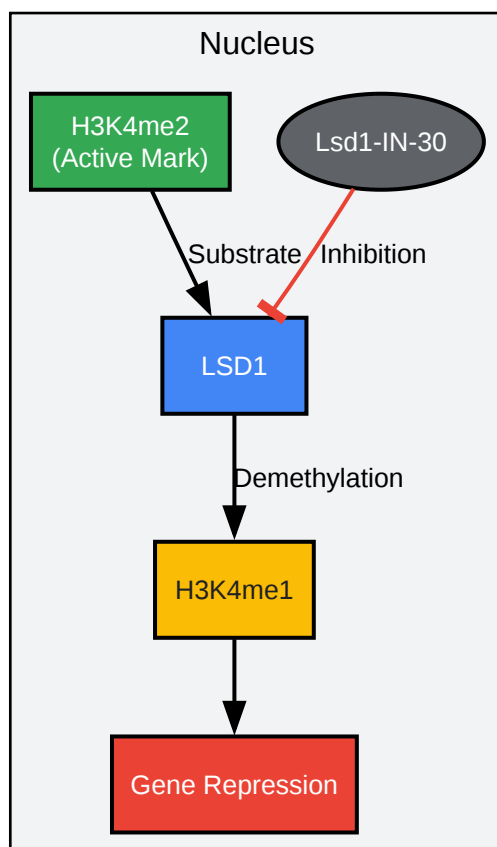 Nucleus
H3K4me2
(Active Mark)
Lsd1-IN-30
Substrate
Inhibition
LSD1
Demethylation
H3K4me1
Gene Repression